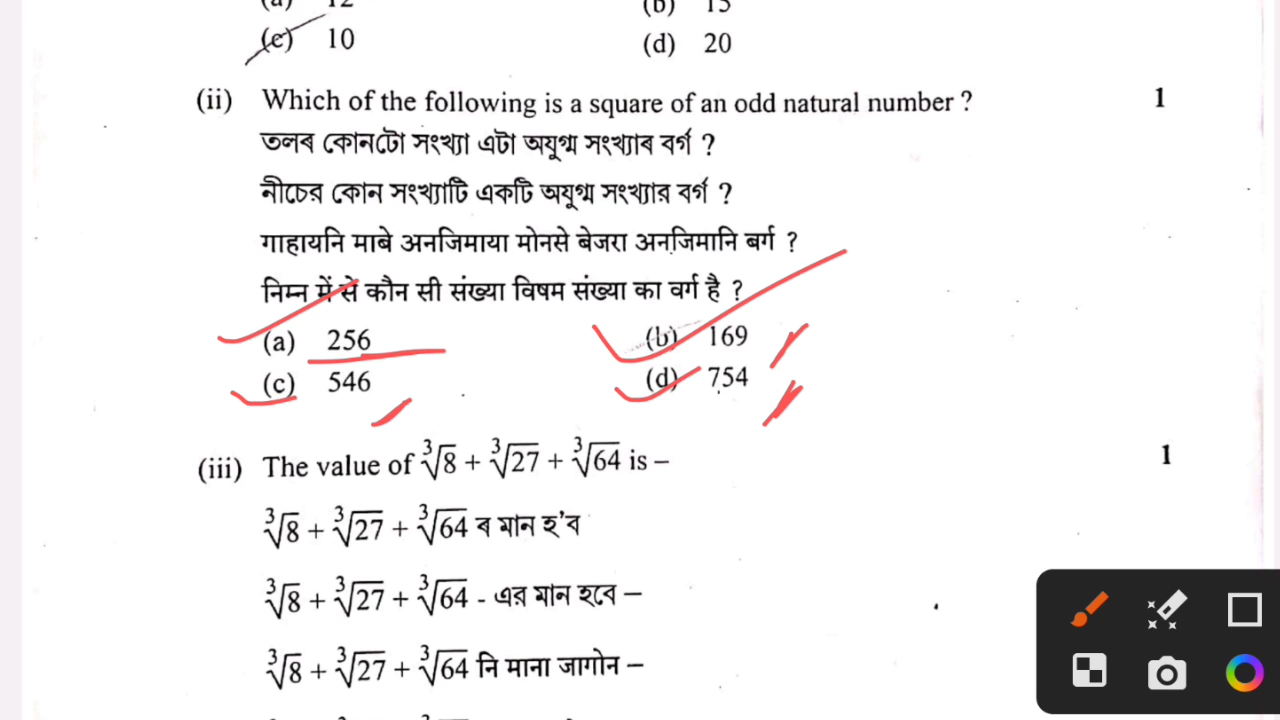 (a) 12 (b) 15
(c) 10 (d) 20
(ii) Which of the following is a square of an odd natural number ? 1
তলৰ কোনটো সংখ্যা এটা অযুগ্ম সংখ্যাৰ বৰ্গ ?
নীচের কোন সংখ্যাটি একটি অযুগ্ম সংখ্যার বর্গ ?
गाहायनि माबे अनजिमाया मोनसे बेजरा अनजिमानि बर्ग ?
निम्न में से कौन सी संख्या विषम संख्या का वर्ग है ?
(a) 256 (b) 169
(c) 546 (d) 754
(iii) The value of ∛8 + ∛27 + ∛64 is – 1
∛8 + ∛27 + ∛64 ৰ মান হ'ব
∛8 + ∛27 + ∛64 - এর মান হবে –
∛8 + ∛27 + ∛64 नि माना जागोन –